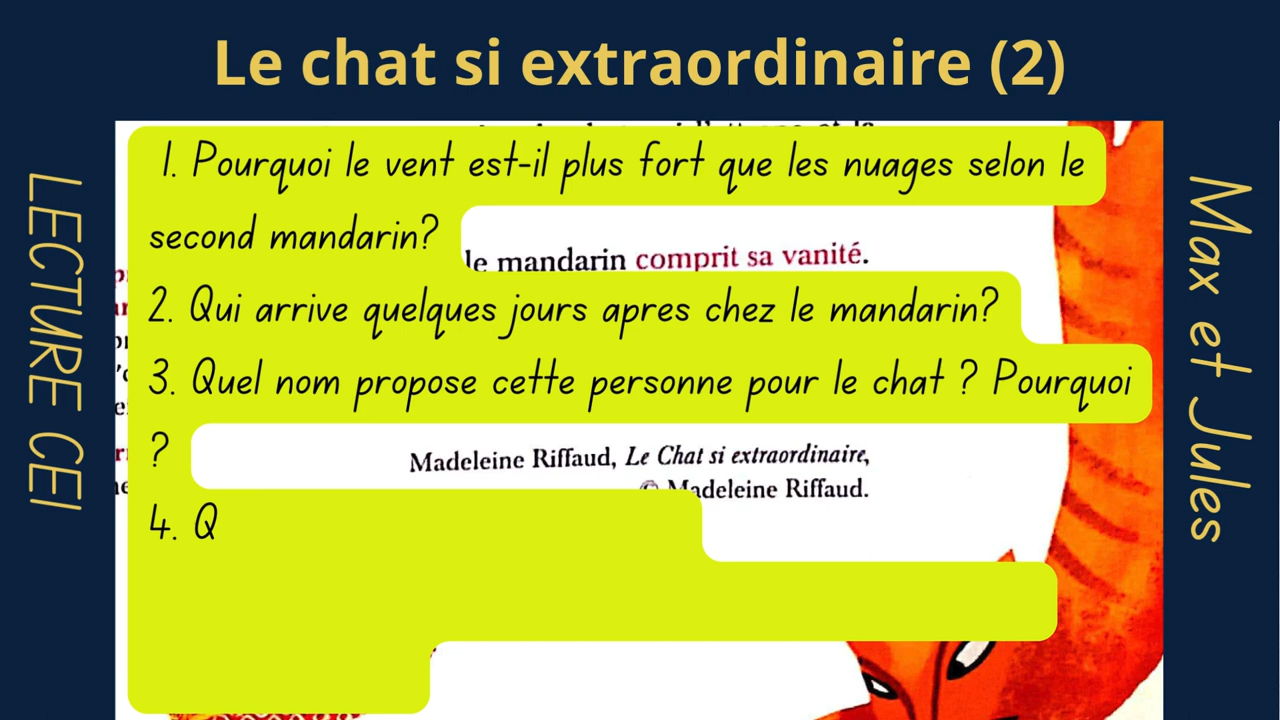 Le chat si extraordinaire (2)
LECTURE CE1
1. Pourquoi le vent est-il plus fort que les nuages selon le
second mandarin?
le mandarin comprit sa vanité.
2. Qui arrive quelques jours apres chez le mandarin?
3. Quel nom propose cette personne pour le chat ? Pourquoi
?
Madeleine Riffaud, Le Chat si extraordinaire,
© Madeleine Riffaud.
4. Q
Max et Jules